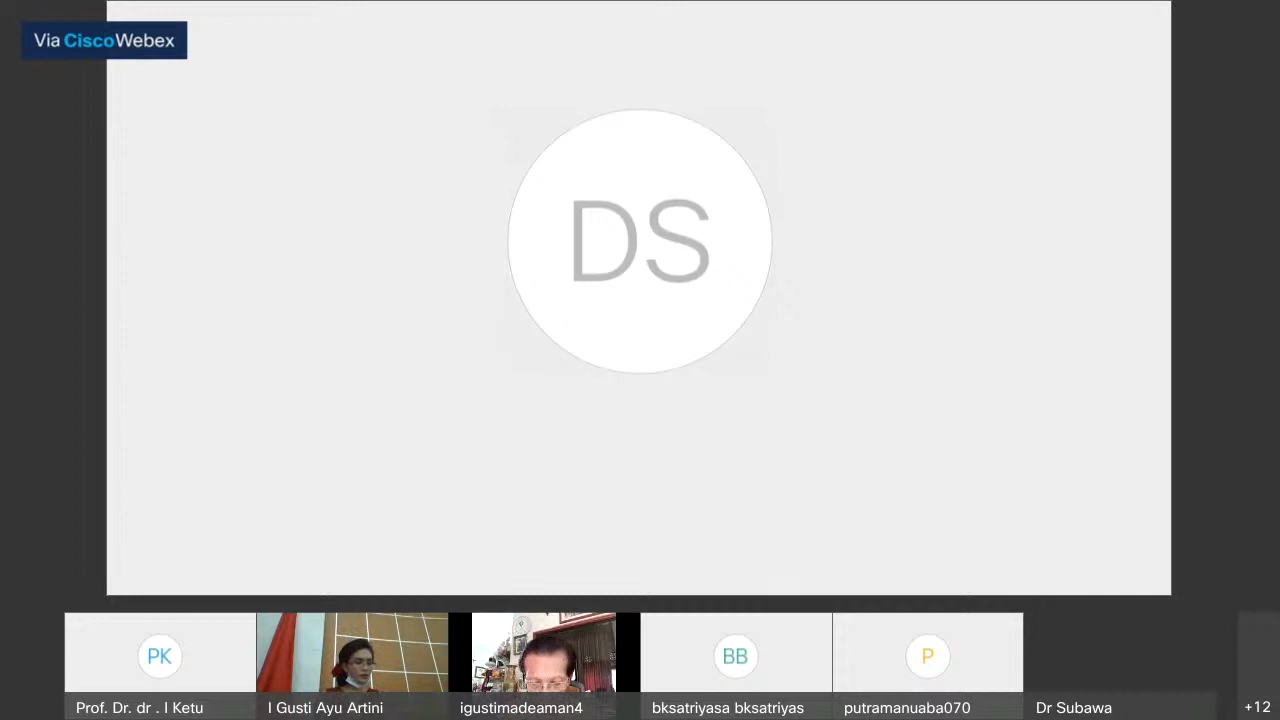 Via CiscoWebex
DS
PK
BB
P
Prof. Dr. dr . I Ketu
I Gusti Ayu Artini
igustimadeaman4
bksatriyasa bksatriyas
putramanuaba070
Dr Subawa
+12